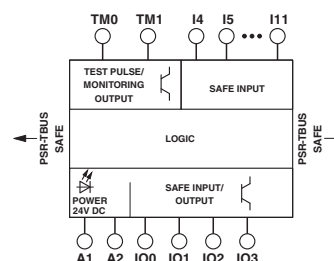 TM0 TM1 I4 I5 ••• I11
TEST PULSE/
MONITORING
OUTPUT
SAFE INPUT
PSR-TBUS
SAFE
LOGIC
PSR-TBUS
SAFE
POWER
24V DC
SAFE INPUT/
OUTPUT
A1 A2 IO0 IO1 IO2 IO3